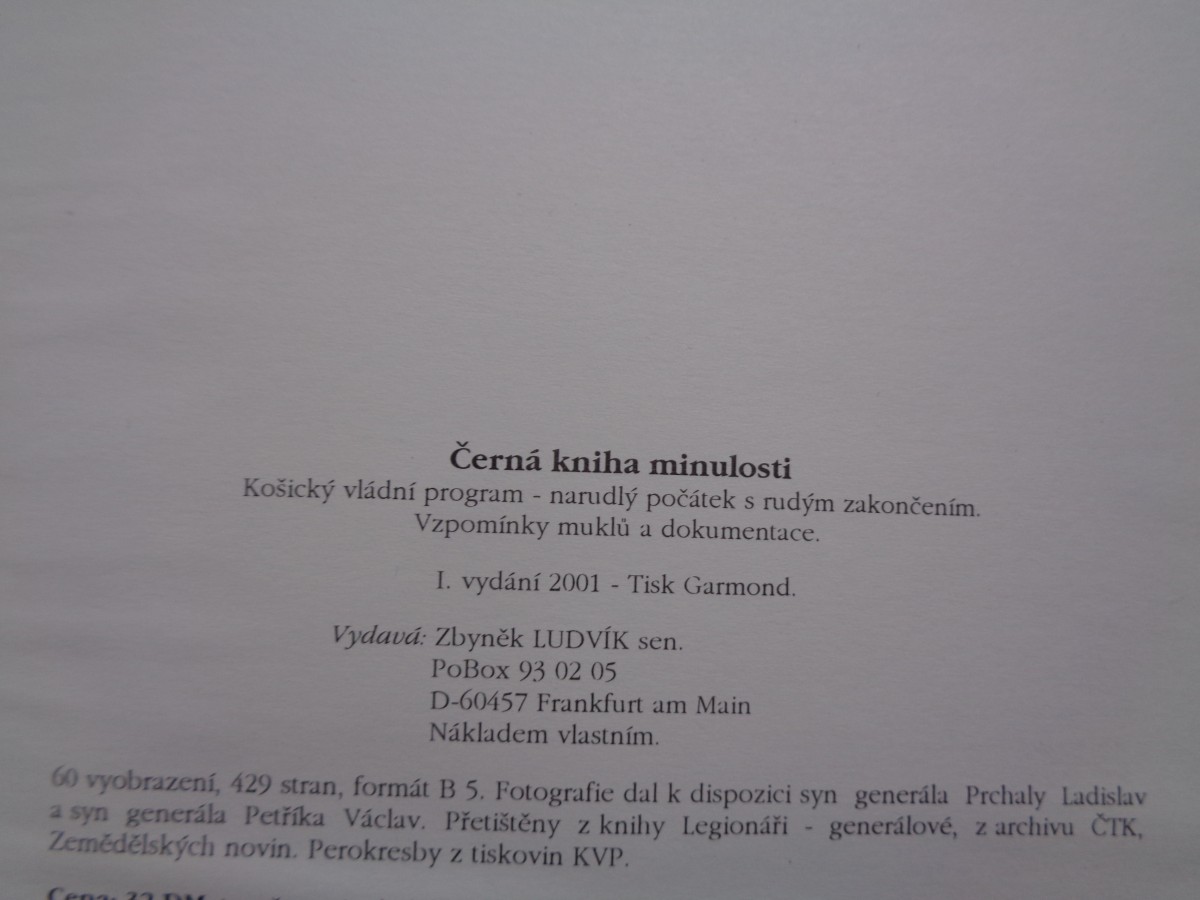 Černá kniha minulosti
Košický vládní program - narudlý počátek s rudým zakončením.
Vzpomínky muklů a dokumentace.
I. vydání 2001 - Tisk Garmond.
Vydavá: Zbyněk LUDVÍK sen.
PoBox 93 02 05
D-60457 Frankfurt am Main
Nákladem vlastním.
60 vyobrazení, 429 stran, formát B 5. Fotografie dal k dispozici syn generála Prchaly Ladislav
a syn generála Petříka Václav. Přetištěny z knihy Legionáři - generálové, z archivu ČTK,
Zemědělských novin. Perokresby z tiskovin KVP.
Cena: 32 DM